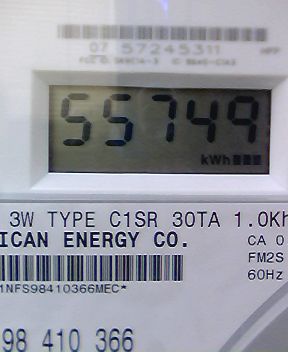 07 57245311
55749
kWh
3W TYPE C1SR 30TA 1.0Kh
ICAN ENERGY CO.
CA 0
FM2S
60Hz
1NFS98410366MEC*
98 410 366